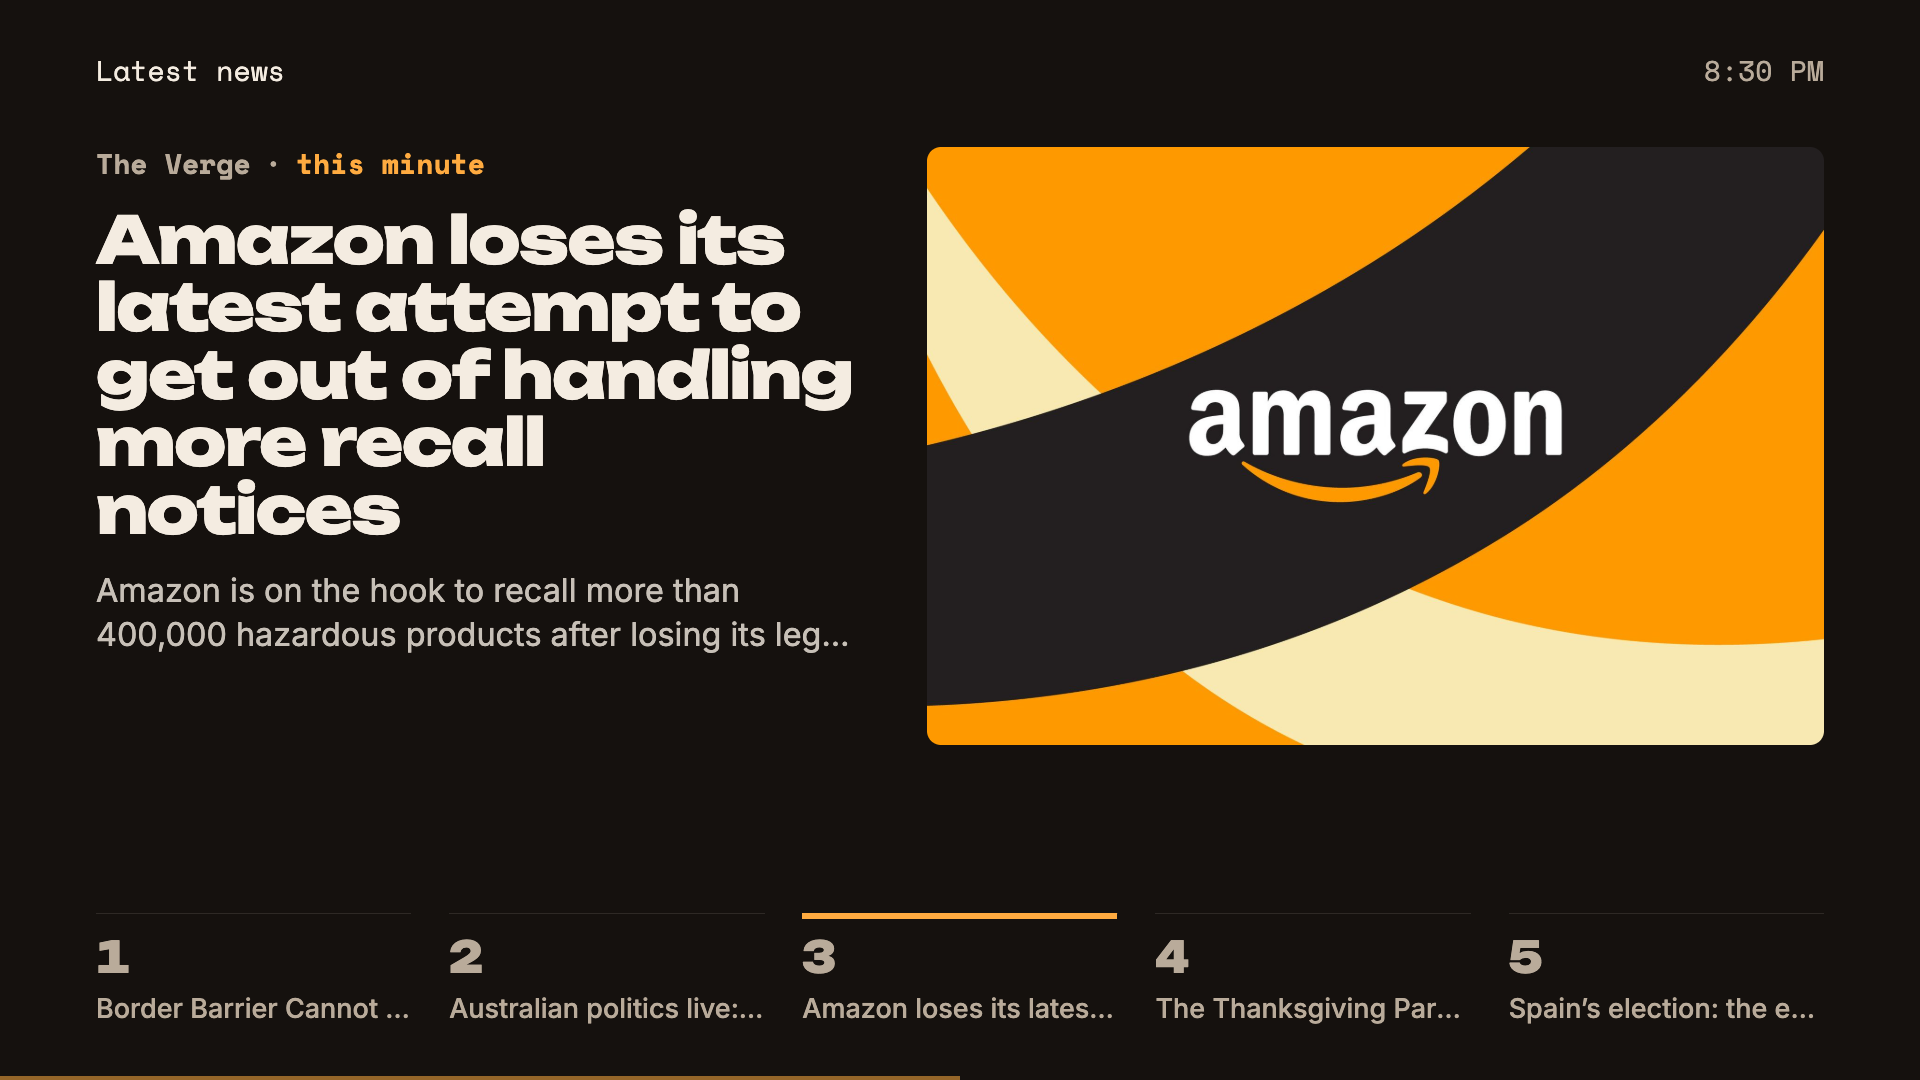 Latest news
8:30 PM
The Verge · this minute
Amazon loses its
latest attempt to
get out of handling
more recall
notices
Amazon is on the hook to recall more than
400,000 hazardous products after losing its leg...
amazon
1
Border Barrier Cannot ...
2
Australian politics live:...
3
Amazon loses its lates...
4
The Thanksgiving Par...
5
Spain’s election: the e...